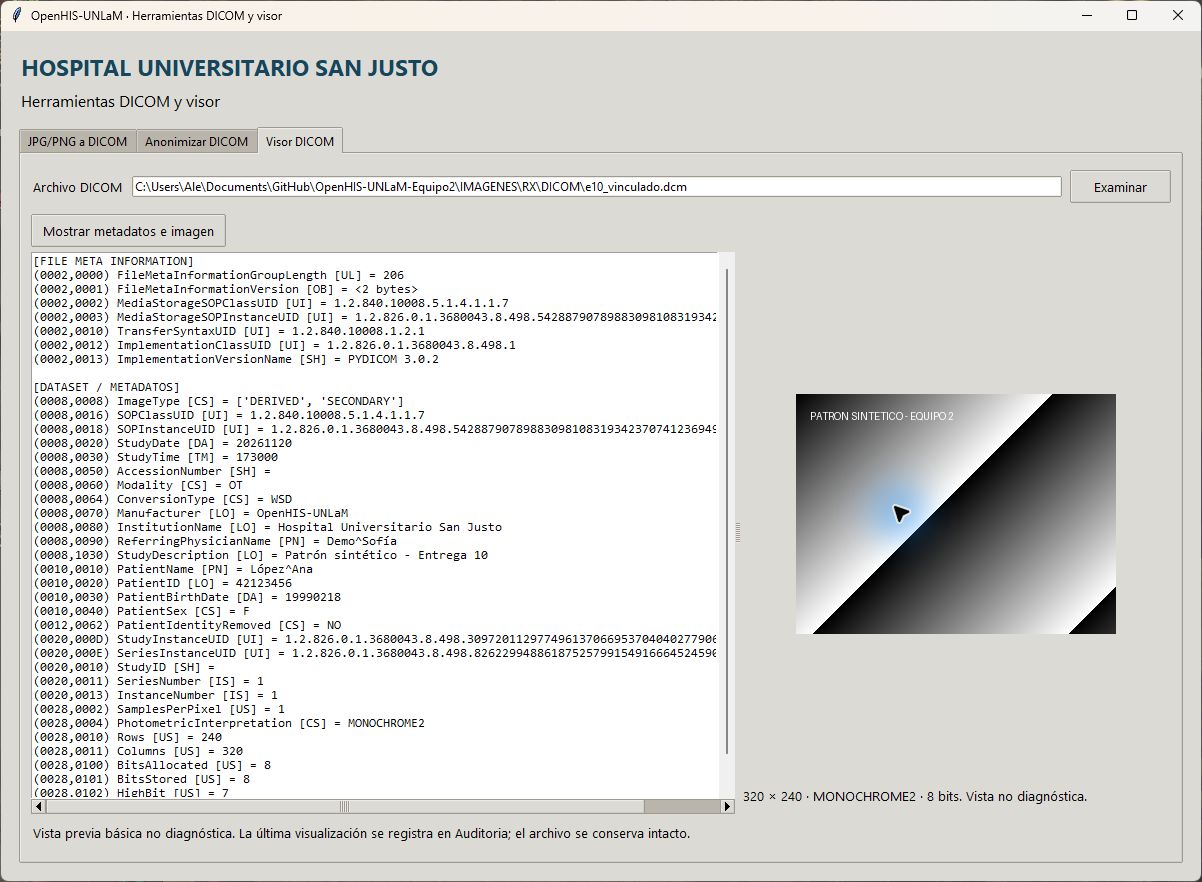 OpenHIS-UNLaM · Herramientas DICOM y visor
HOSPITAL UNIVERSITARIO SAN JUSTO
Herramientas DICOM y visor
JPG/PNG a DICOM Anonimizar DICOM Visor DICOM
Archivo DICOM C:\Users\Ale\Documents\GitHub\OpenHIS-UNLaM-Equipo2\IMAGENES\RX\DICOM\e10_vinculado.dcm Examinar
Mostrar metadatos e imagen
[FILE META INFORMATION]
(0002,0000) FileMetaInformationGroupLength [UL] = 206
(0002,0001) FileMetaInformationVersion [OB] = <2 bytes>
(0002,0002) MediaStorageSOPClassUID [UI] = 1.2.840.10008.5.1.4.1.1.7
(0002,0003) MediaStorageSOPInstanceUID [UI] = 1.2.826.0.1.3680043.8.498.54288790789883098108319342
(0002,0010) TransferSyntaxUID [UI] = 1.2.840.10008.1.2.1
(0002,0012) ImplementationClassUID [UI] = 1.2.826.0.1.3680043.8.498.1
(0002,0013) ImplementationVersionName [SH] = PYDICOM 3.0.2
[DATASET / METADATOS]
(0008,0008) ImageType [CS] = ['DERIVED', 'SECONDARY']
(0008,0016) SOPClassUID [UI] = 1.2.840.10008.5.1.4.1.1.7
(0008,0018) SOPInstanceUID [UI] = 1.2.826.0.1.3680043.8.498.54288790789883098108319342370741236949
(0008,0020) StudyDate [DA] = 20261120
(0008,0030) StudyTime [TM] = 173000
(0008,0050) AccessionNumber [SH] =
(0008,0060) Modality [CS] = OT
(0008,0064) ConversionType [CS] = WSD
(0008,0070) Manufacturer [LO] = OpenHIS-UNLaM
(0008,0080) InstitutionName [LO] = Hospital Universitario San Justo
(0008,0090) ReferringPhysicianName [PN] = Demo^Sofía
(0008,1030) StudyDescription [LO] = Patrón sintético - Entrega 10
(0010,0010) PatientName [PN] = López^Ana
(0010,0020) PatientID [LO] = 42123456
(0010,0030) PatientBirthDate [DA] = 19990218
(0010,0040) PatientSex [CS] = F
(0012,0062) PatientIdentityRemoved [CS] = NO
(0020,000D) StudyInstanceUID [UI] = 1.2.826.0.1.3680043.8.498.30972011297749613706695370404027790
(0020,000E) SeriesInstanceUID [UI] = 1.2.826.0.1.3680043.8.498.8262299488618752579915491666452459
(0020,0010) StudyID [SH] =
(0020,0011) SeriesNumber [IS] = 1
(0020,0013) InstanceNumber [IS] = 1
(0028,0002) SamplesPerPixel [US] = 1
(0028,0004) PhotometricInterpretation [CS] = MONOCHROME2
(0028,0010) Rows [US] = 240
(0028,0011) Columns [US] = 320
(0028,0100) BitsAllocated [US] = 8
(0028,0101) BitsStored [US] = 8
(0028,0102) HighBit [US] = 7
PATRON SINTETICO - EQUIPO 2
320 × 240 · MONOCHROME2 · 8 bits. Vista no diagnóstica.
Vista previa básica no diagnóstica. La última visualización se registra en Auditoria; el archivo se conserva intacto.